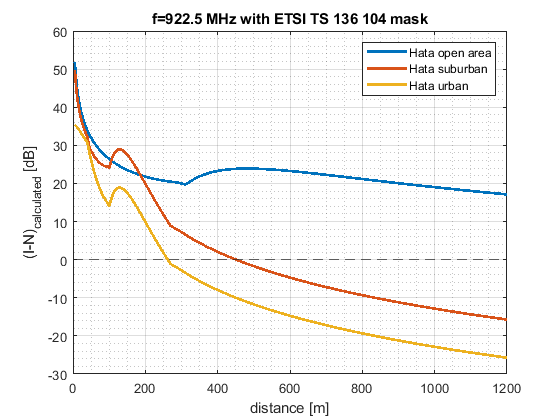 f=922.5 MHz with ETSI TS 136 104 mask
Hata open area
Hata suburban
Hata urban
(I-N)calculated [dB]
60
50
40
30
20
10
0
-10
-20
-30
0 200 400 600 800 1000 1200
distance [m]